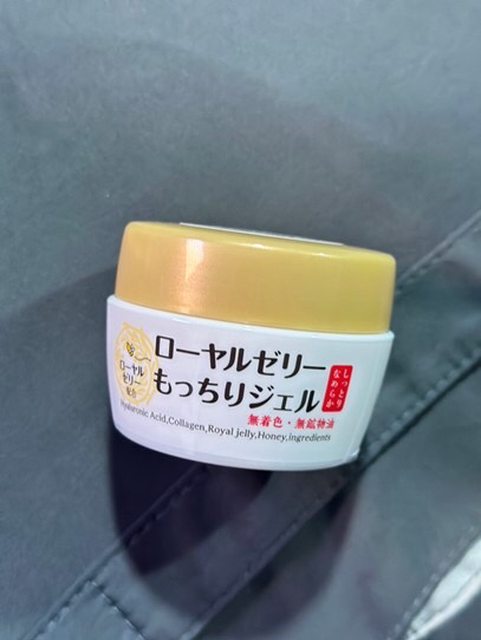 ローヤル
ゼリー
配合
ローヤルゼリー
もっちりジェル
しっとり
なめらか
無着色・無鉱物油
Hyaluronic Acid,Collagen,Royal jelly,Honey,ingredients